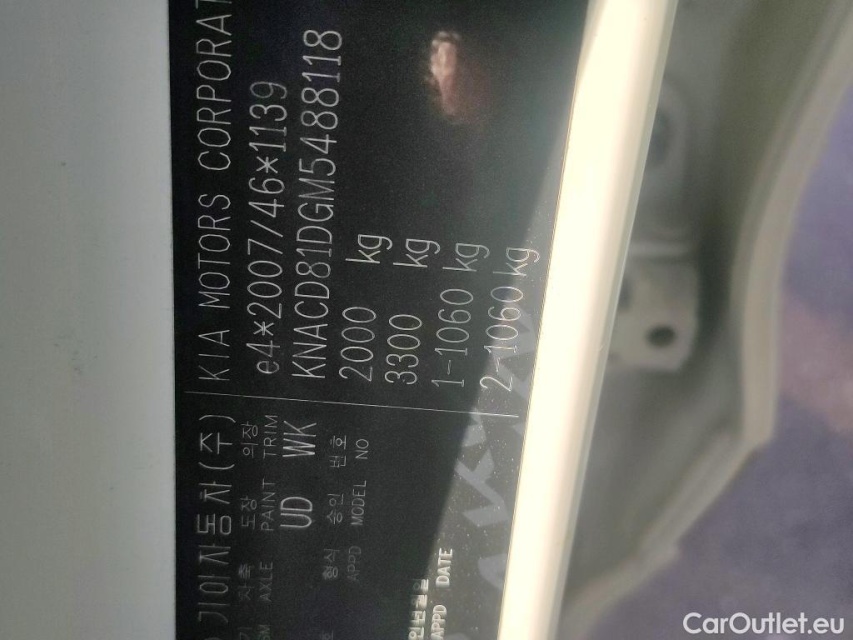 기아자동차(주) KIA MOTORS CORPORAT
e4*2007/46*1139
KNACD81DGM5488118
2000 kg
3300 kg
1-1060 kg
2-1060 kg
도장 의장
AXLE PAINT TRIM
UD WK
형식 승인 번호
APPD MODEL NO
APPD DATE
CarOutlet.eu